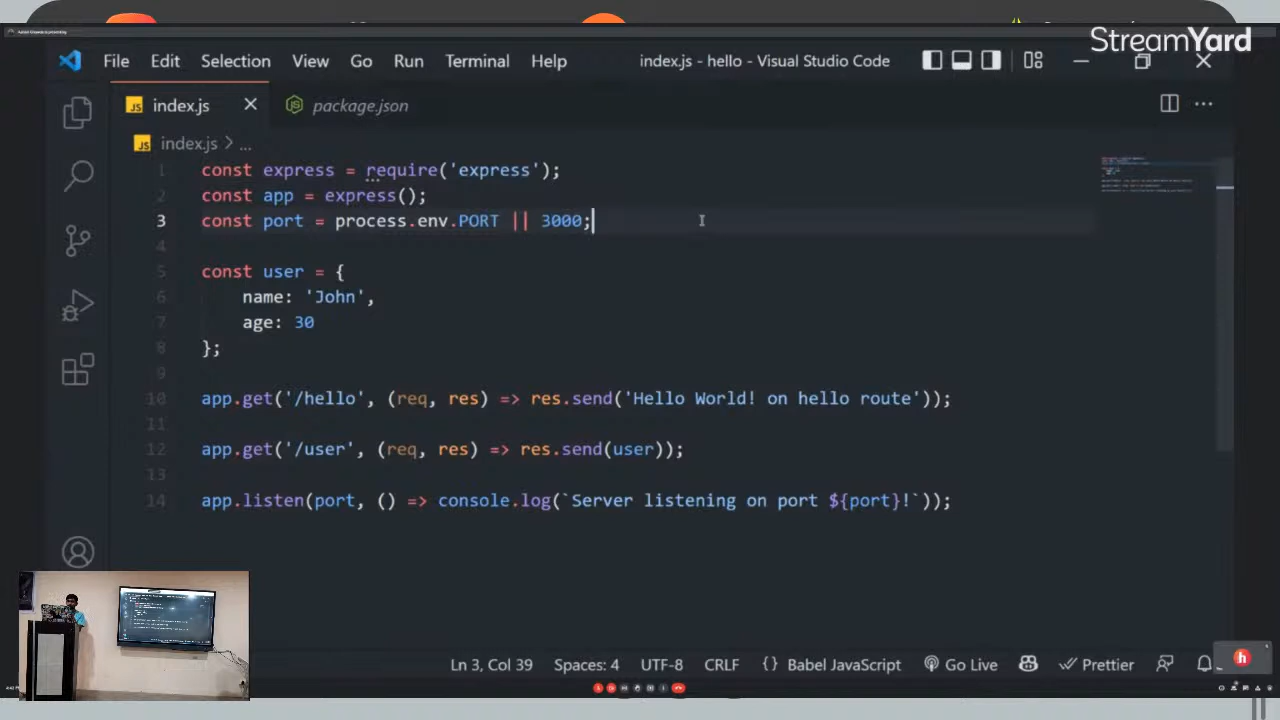 StreamYard
File Edit Selection View Go Run Terminal Help index.js - hello - Visual Studio Code
JS index.js package.json
JS index.js > ...
1 const express = require('express');
2 const app = express();
3 const port = process.env.PORT || 3000;
4
5 const user = {
6 name: 'John',
7 age: 30
8 };
9
10 app.get('/hello', (req, res) => res.send('Hello World! on hello route'));
11
12 app.get('/user', (req, res) => res.send(user));
13
14 app.listen(port, () => console.log(`Server listening on port ${port}!`));
Ln 3, Col 39 Spaces: 4 UTF-8 CRLF {} Babel JavaScript Go Live Prettier
h